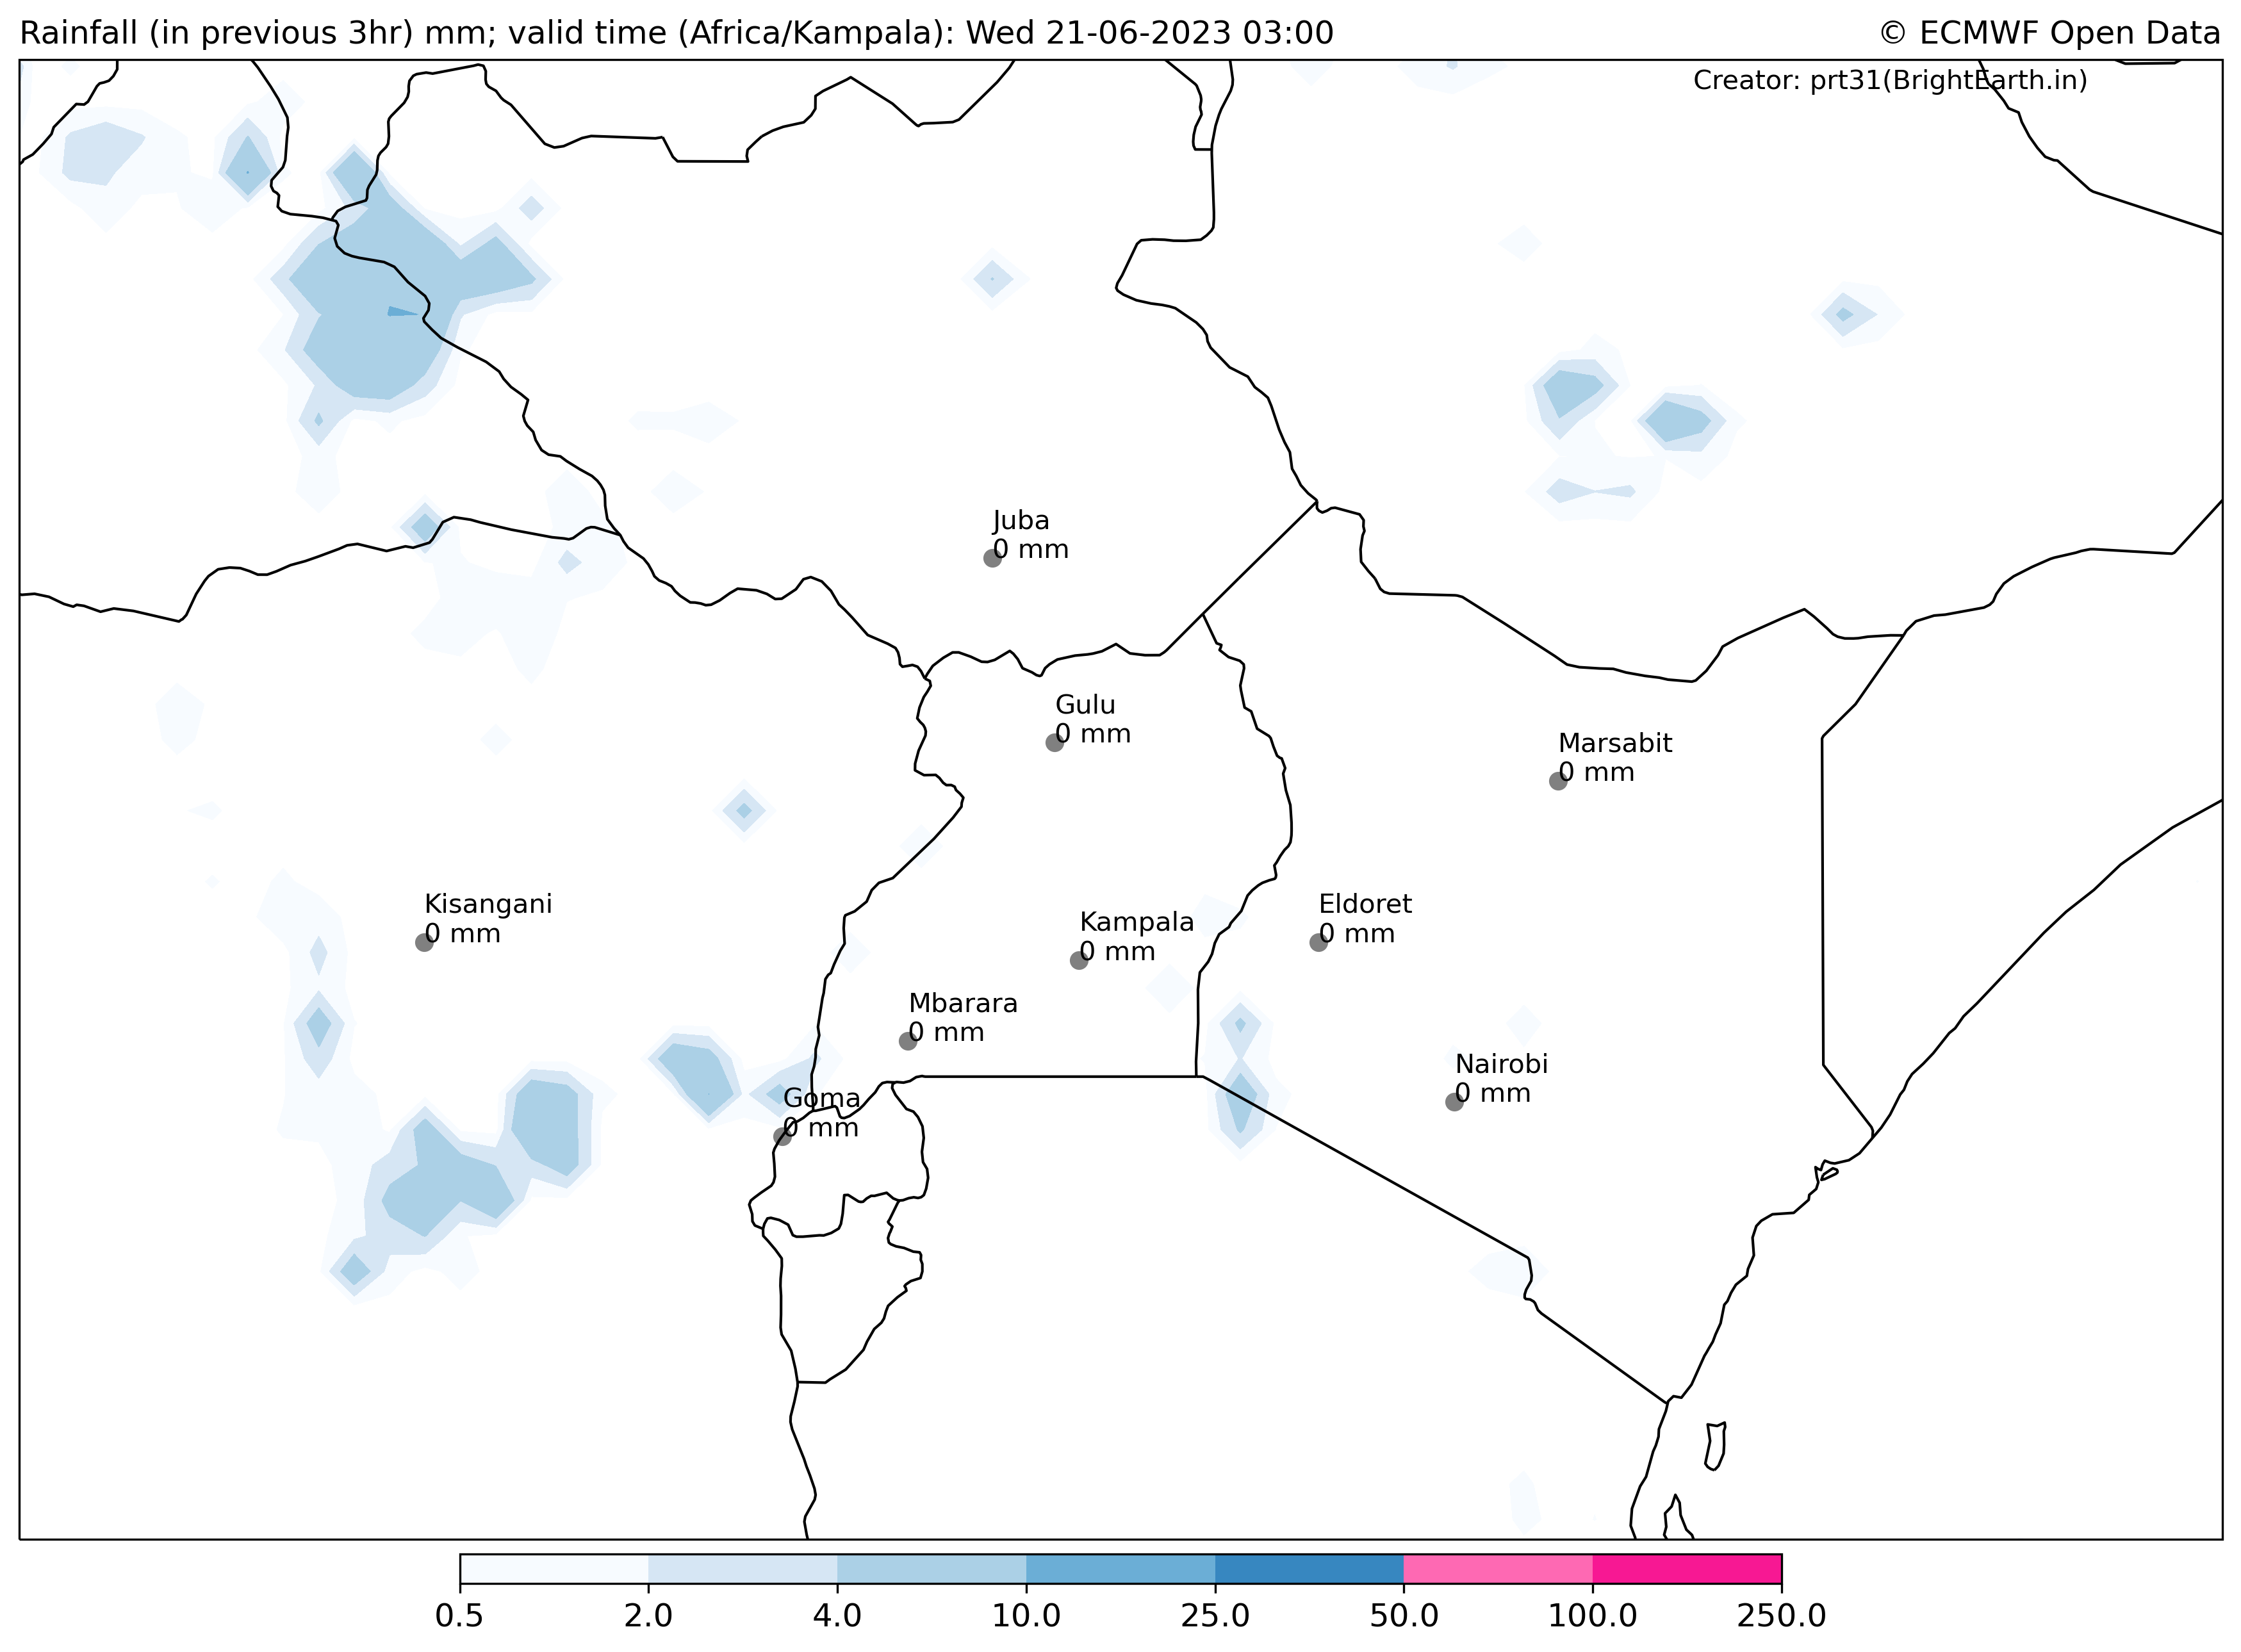 Rainfall (in previous 3hr) mm; valid time (Africa/Kampala): Wed 21-06-2023 03:00
© ECMWF Open Data
Creator: prt31(BrightEarth.in)
Juba
0 mm
Gulu
0 mm
Marsabit
0 mm
Kisangani
0 mm
Kampala
0 mm
Eldoret
0 mm
Mbarara
0 mm
Nairobi
0 mm
Goma
0 mm
0.5 2.0 4.0 10.0 25.0 50.0 100.0 250.0